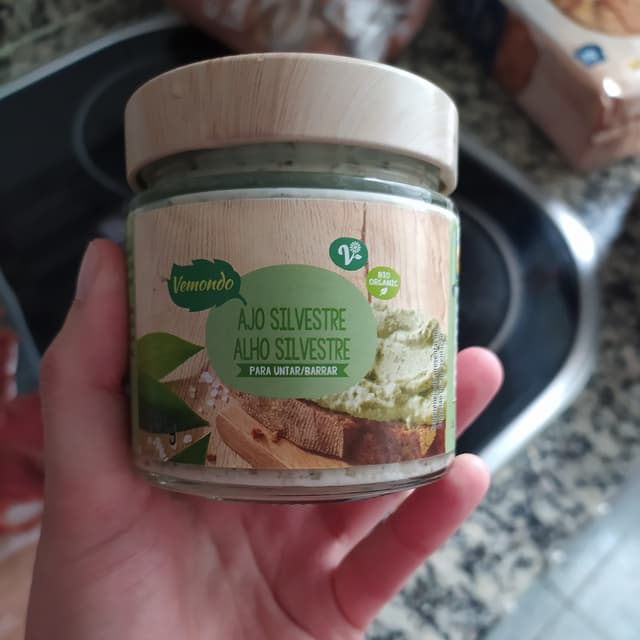 Vemondo
V
BIO
ORGANIC
AJO SILVESTRE
ALHO SILVESTRE
PARA UNTAR/BARRAR